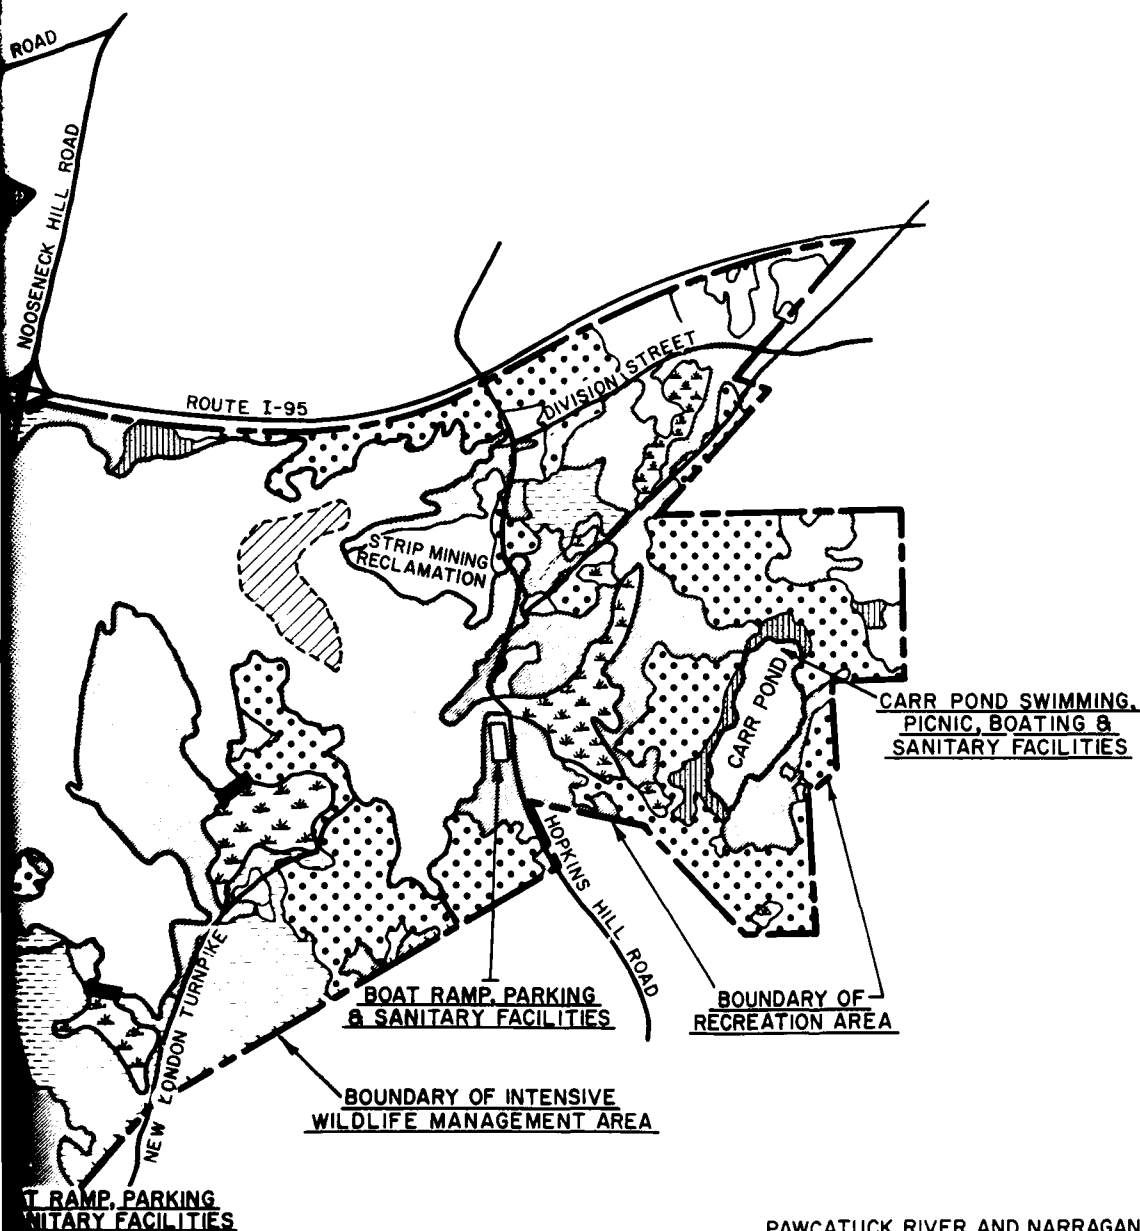 ROAD
NOOSENECK HILL ROAD
ROUTE I-95
DIVISION STREET
STRIP MINING
RECLAMATION
CARR POND
CARR POND SWIMMING,
PICNIC, BOATING &
SANITARY FACILITIES
HOPKINS HILL ROAD
NEW LONDON TURNPIKE
BOAT RAMP, PARKING
& SANITARY FACILITIES
BOUNDARY OF
RECREATION AREA
BOUNDARY OF INTENSIVE
WILDLIFE MANAGEMENT AREA
RAMP, PARKING
FACILITIES
PAWCATUCK RIVER AND NARRAGAN